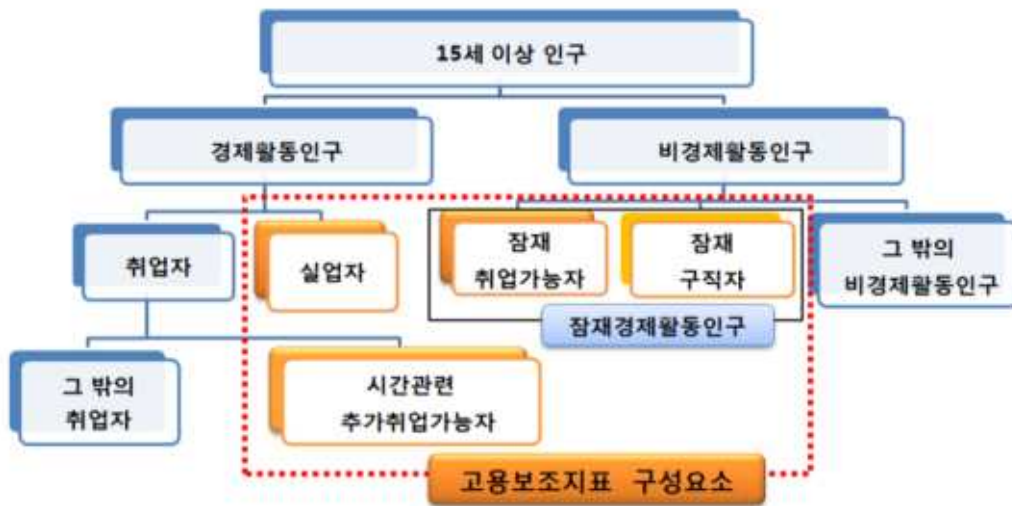 15세 이상 인구
경제활동인구
비경제활동인구
취업자
실업자
잠재
취업가능자
잠재
구직자
그 밖의
비경제활동인구
잠재경제활동인구
그 밖의
취업자
시간관련
추가취업가능자
고용보조지표 구성요소